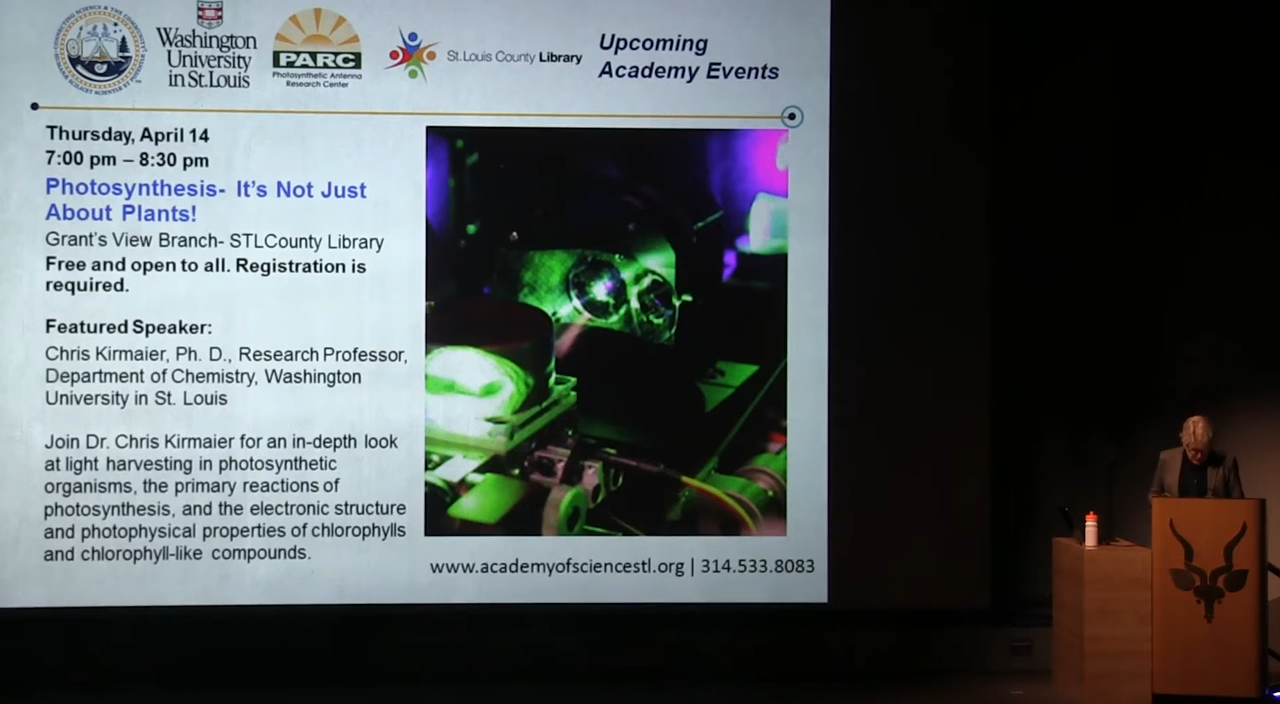 Washington
University
in St. Louis
PARC
Photosynthetic Antenna
Research Center
St. Louis County Library
Upcoming
Academy Events
Thursday, April 14
7:00 pm – 8:30 pm
Photosynthesis- It's Not Just
About Plants!
Grant's View Branch- STLCounty Library
Free and open to all. Registration is
required.
Featured Speaker:
Chris Kirmaier, Ph. D., Research Professor,
Department of Chemistry, Washington
University in St. Louis
Join Dr. Chris Kirmaier for an in-depth look
at light harvesting in photosynthetic
organisms, the primary reactions of
photosynthesis, and the electronic structure
and photophysical properties of chlorophylls
and chlorophyll-like compounds.
www.academyofsciencestl.org | 314.533.8083